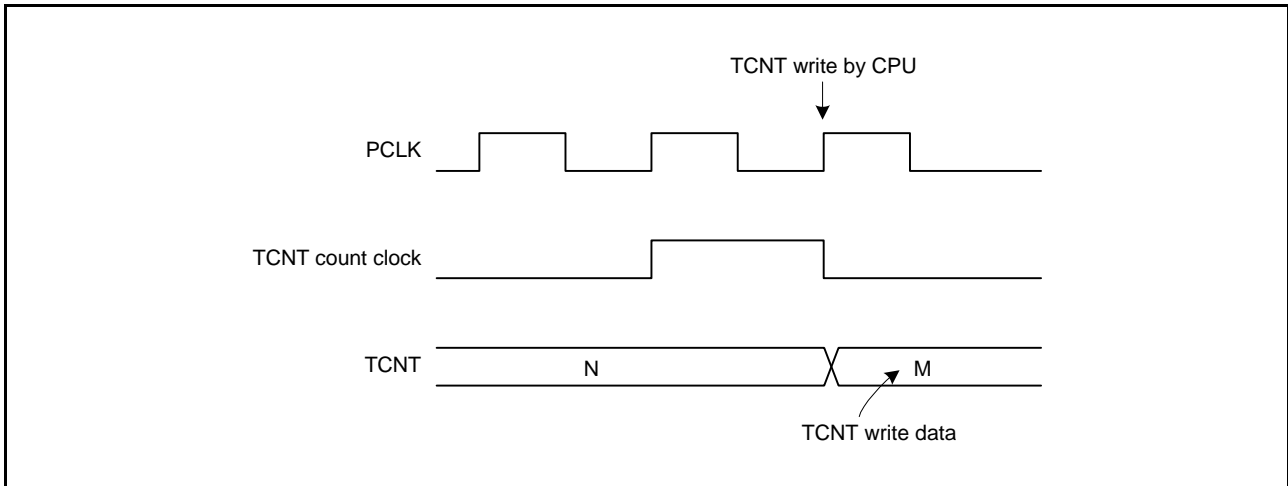 TCNT write by CPU
PCLK
TCNT count clock
TCNT
N
M
TCNT write data